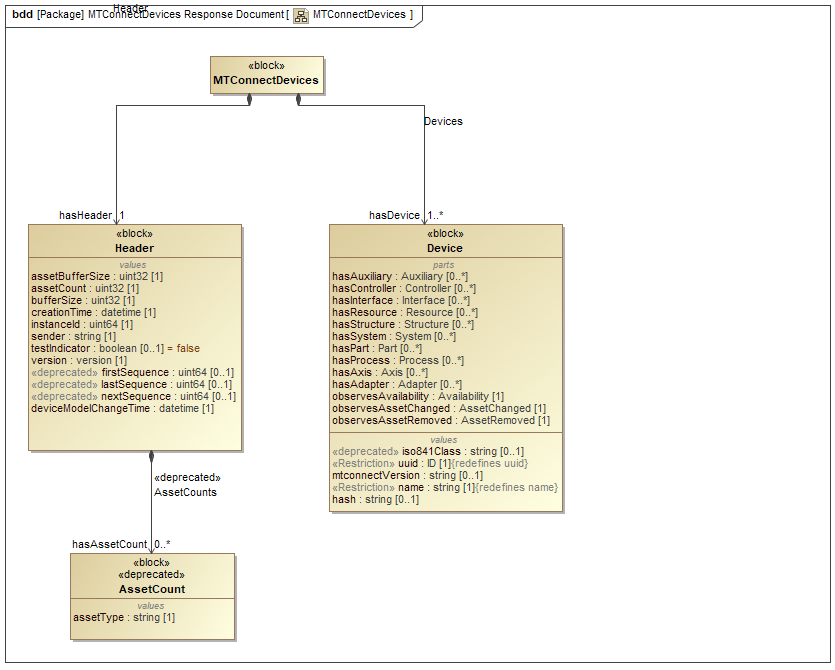 Header
bdd [Package] MTConnectDevices Response Document [ MTConnectDevices ]
«block»
MTConnectDevices
Devices
hasHeader 1
hasDevice 1..*
«block»
Header
values
assetBufferSize : uint32 [1]
assetCount : uint32 [1]
bufferSize : uint32 [1]
creationTime : datetime [1]
instanceId : uint64 [1]
sender : string [1]
testIndicator : boolean [0..1] = false
version : version [1]
«deprecated» firstSequence : uint64 [0..1]
«deprecated» lastSequence : uint64 [0..1]
«deprecated» nextSequence : uint64 [0..1]
deviceModelChangeTime : datetime [1]
«block»
Device
parts
hasAuxiliary : Auxiliary [0..*]
hasController : Controller [0..*]
hasInterface : Interface [0..*]
hasResource : Resource [0..*]
hasStructure : Structure [0..*]
hasSystem : System [0..*]
hasPart : Part [0..*]
hasProcess : Process [0..*]
hasAxis : Axis [0..*]
hasAdapter : Adapter [0..*]
observesAvailability : Availability [1]
observesAssetChanged : AssetChanged [1]
observesAssetRemoved : AssetRemoved [1]
values
«deprecated» iso841Class : string [0..1]
«Restriction» uuid : ID [1]{redefines uuid}
mtconnectVersion : string [0..1]
«Restriction» name : string [1]{redefines name}
hash : string [0..1]
«deprecated»
AssetCounts
hasAssetCount 0..*
«block»
«deprecated»
AssetCount
values
assetType : string [1]